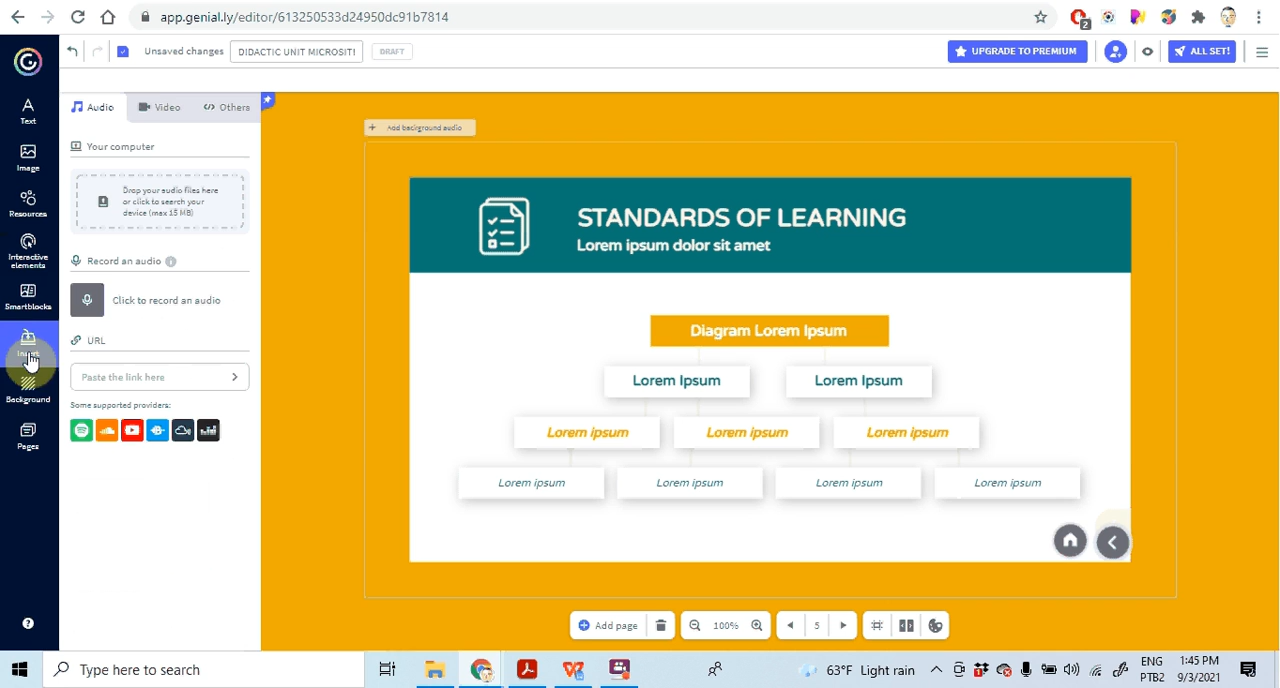 app.genial.ly/editor/613250533d24950dc91b7814
2
Unsaved changes
DIDACTIC UNIT MICROSIT!
DRAFT
UPGRADE TO PREMIUM
ALL SET!
Text
Image
Resources
Interactive
elements
Smartblocks
Background
Pages
?
Audio
Video
Others
Your computer
Drop your audio files here
or click to search your
device (max 15 MB)
Record an audio
Click to record an audio
URL
Paste the link here
Some supported providers:
+ Add background audio
STANDARDS OF LEARNING
Lorem ipsum dolor sit amet
Diagram Lorem Ipsum
Lorem Ipsum
Lorem Ipsum
Lorem ipsum
Lorem ipsum
Lorem ipsum
Lorem ipsum
Lorem ipsum
Lorem ipsum
Lorem ipsum
Add page
100%
5
Type here to search
63°F Light rain
ENG
PTB2
1:45 PM
9/3/2021